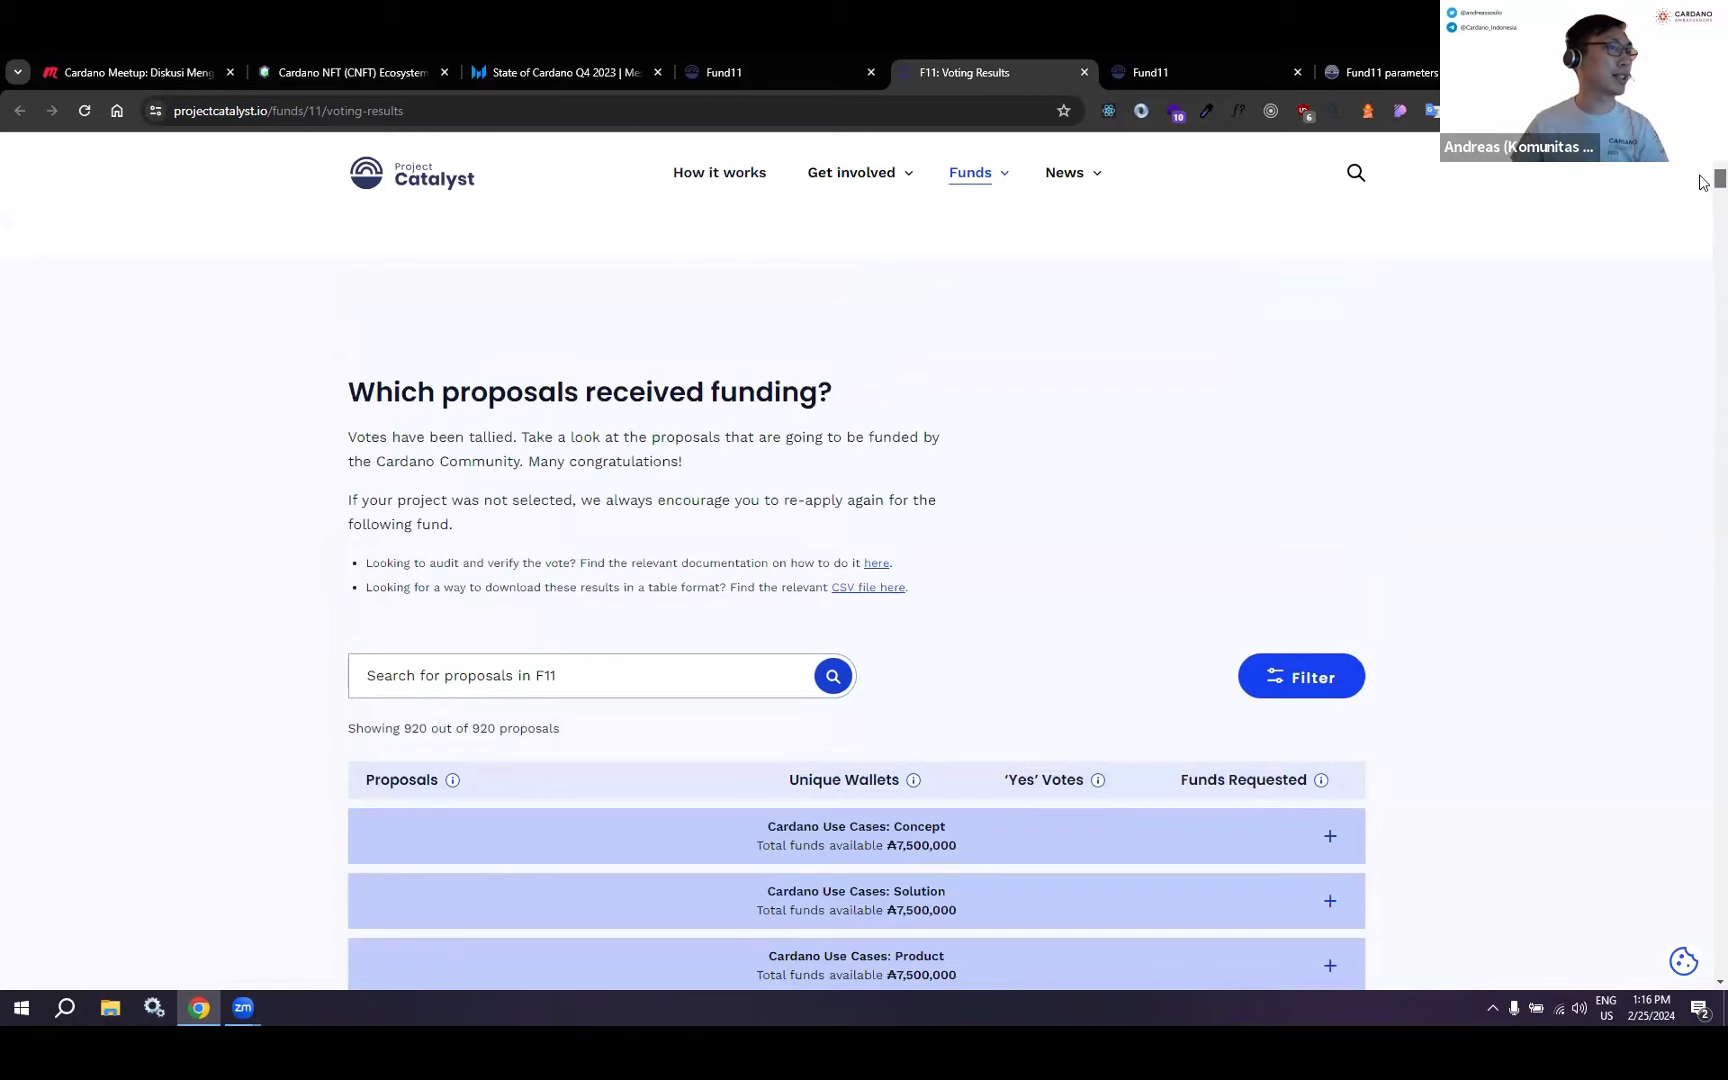 @andreassosilo
@Cardano_Indonesia
CARDANO
AMBASSADORS
Cardano Meetup: Diskusi Meng
Cardano NFT (CNFT) Ecosystem
State of Cardano Q4 2023 | Me
Fund11
F11: Voting Results
Fund11
Fund11 parameters
projectcatalyst.io/funds/11/voting-results
10
6
Andreas (Komunitas ...
Project
Catalyst
How it works
Get involved
Funds
News
Which proposals received funding?
Votes have been tallied. Take a look at the proposals that are going to be funded by
the Cardano Community. Many congratulations!
If your project was not selected, we always encourage you to re-apply again for the
following fund.
• Looking to audit and verify the vote? Find the relevant documentation on how to do it here.
• Looking for a way to download these results in a table format? Find the relevant CSV file here.
Search for proposals in F11
Filter
Showing 920 out of 920 proposals
Proposals
Unique Wallets
‘Yes’ Votes
Funds Requested
Cardano Use Cases: Concept
Total funds available ₳7,500,000
Cardano Use Cases: Solution
Total funds available ₳7,500,000
Cardano Use Cases: Product
Total funds available ₳7,500,000
zm
ENG
US
1:16 PM
2/25/2024
2